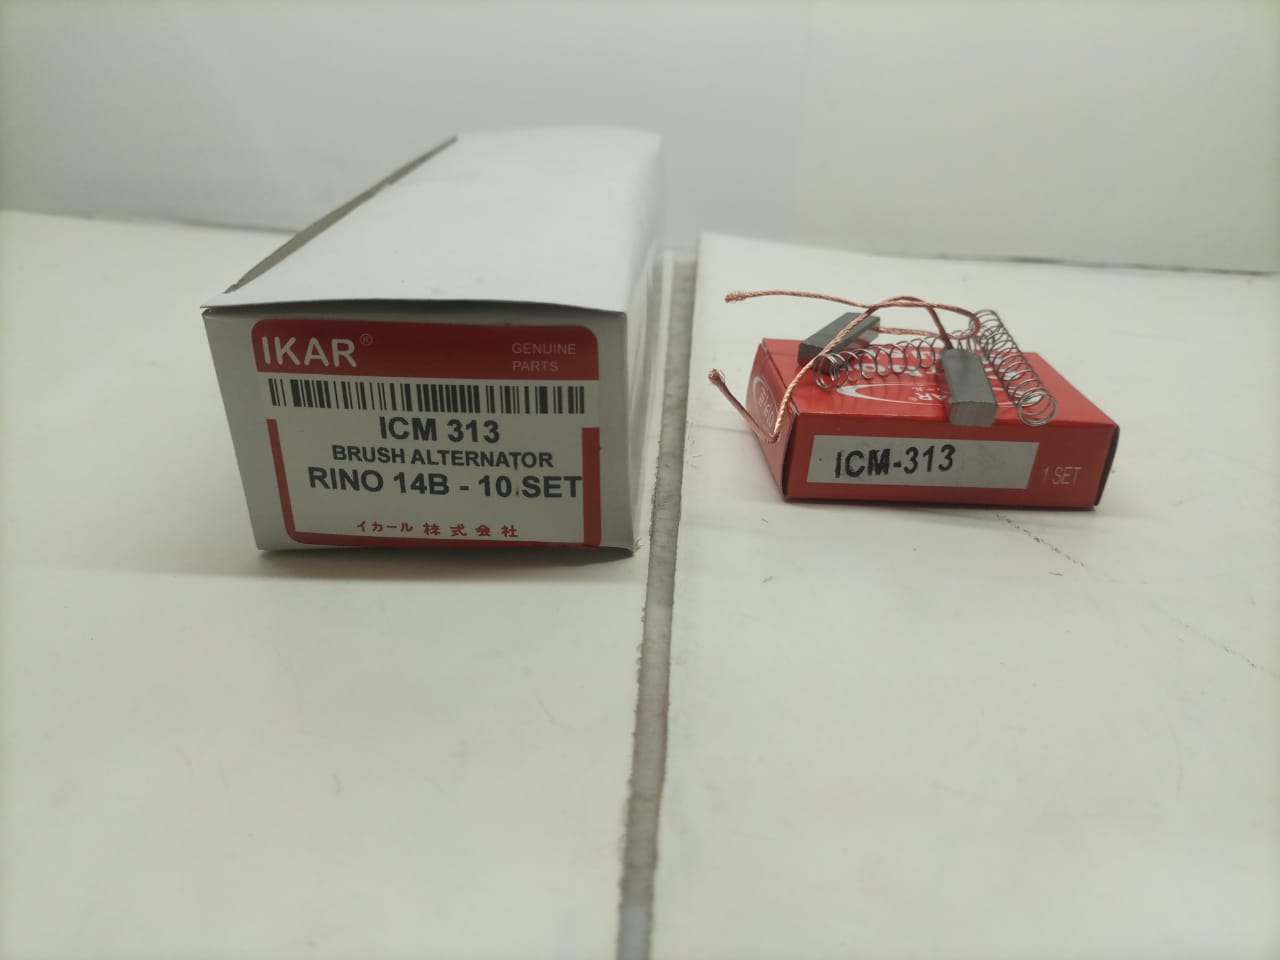 IKAR®
GENUINE
PARTS
ICM 313
BRUSH ALTERNATOR
RINO 14B - 10 SET
イカール 株式会社
ICM-313
1 SET